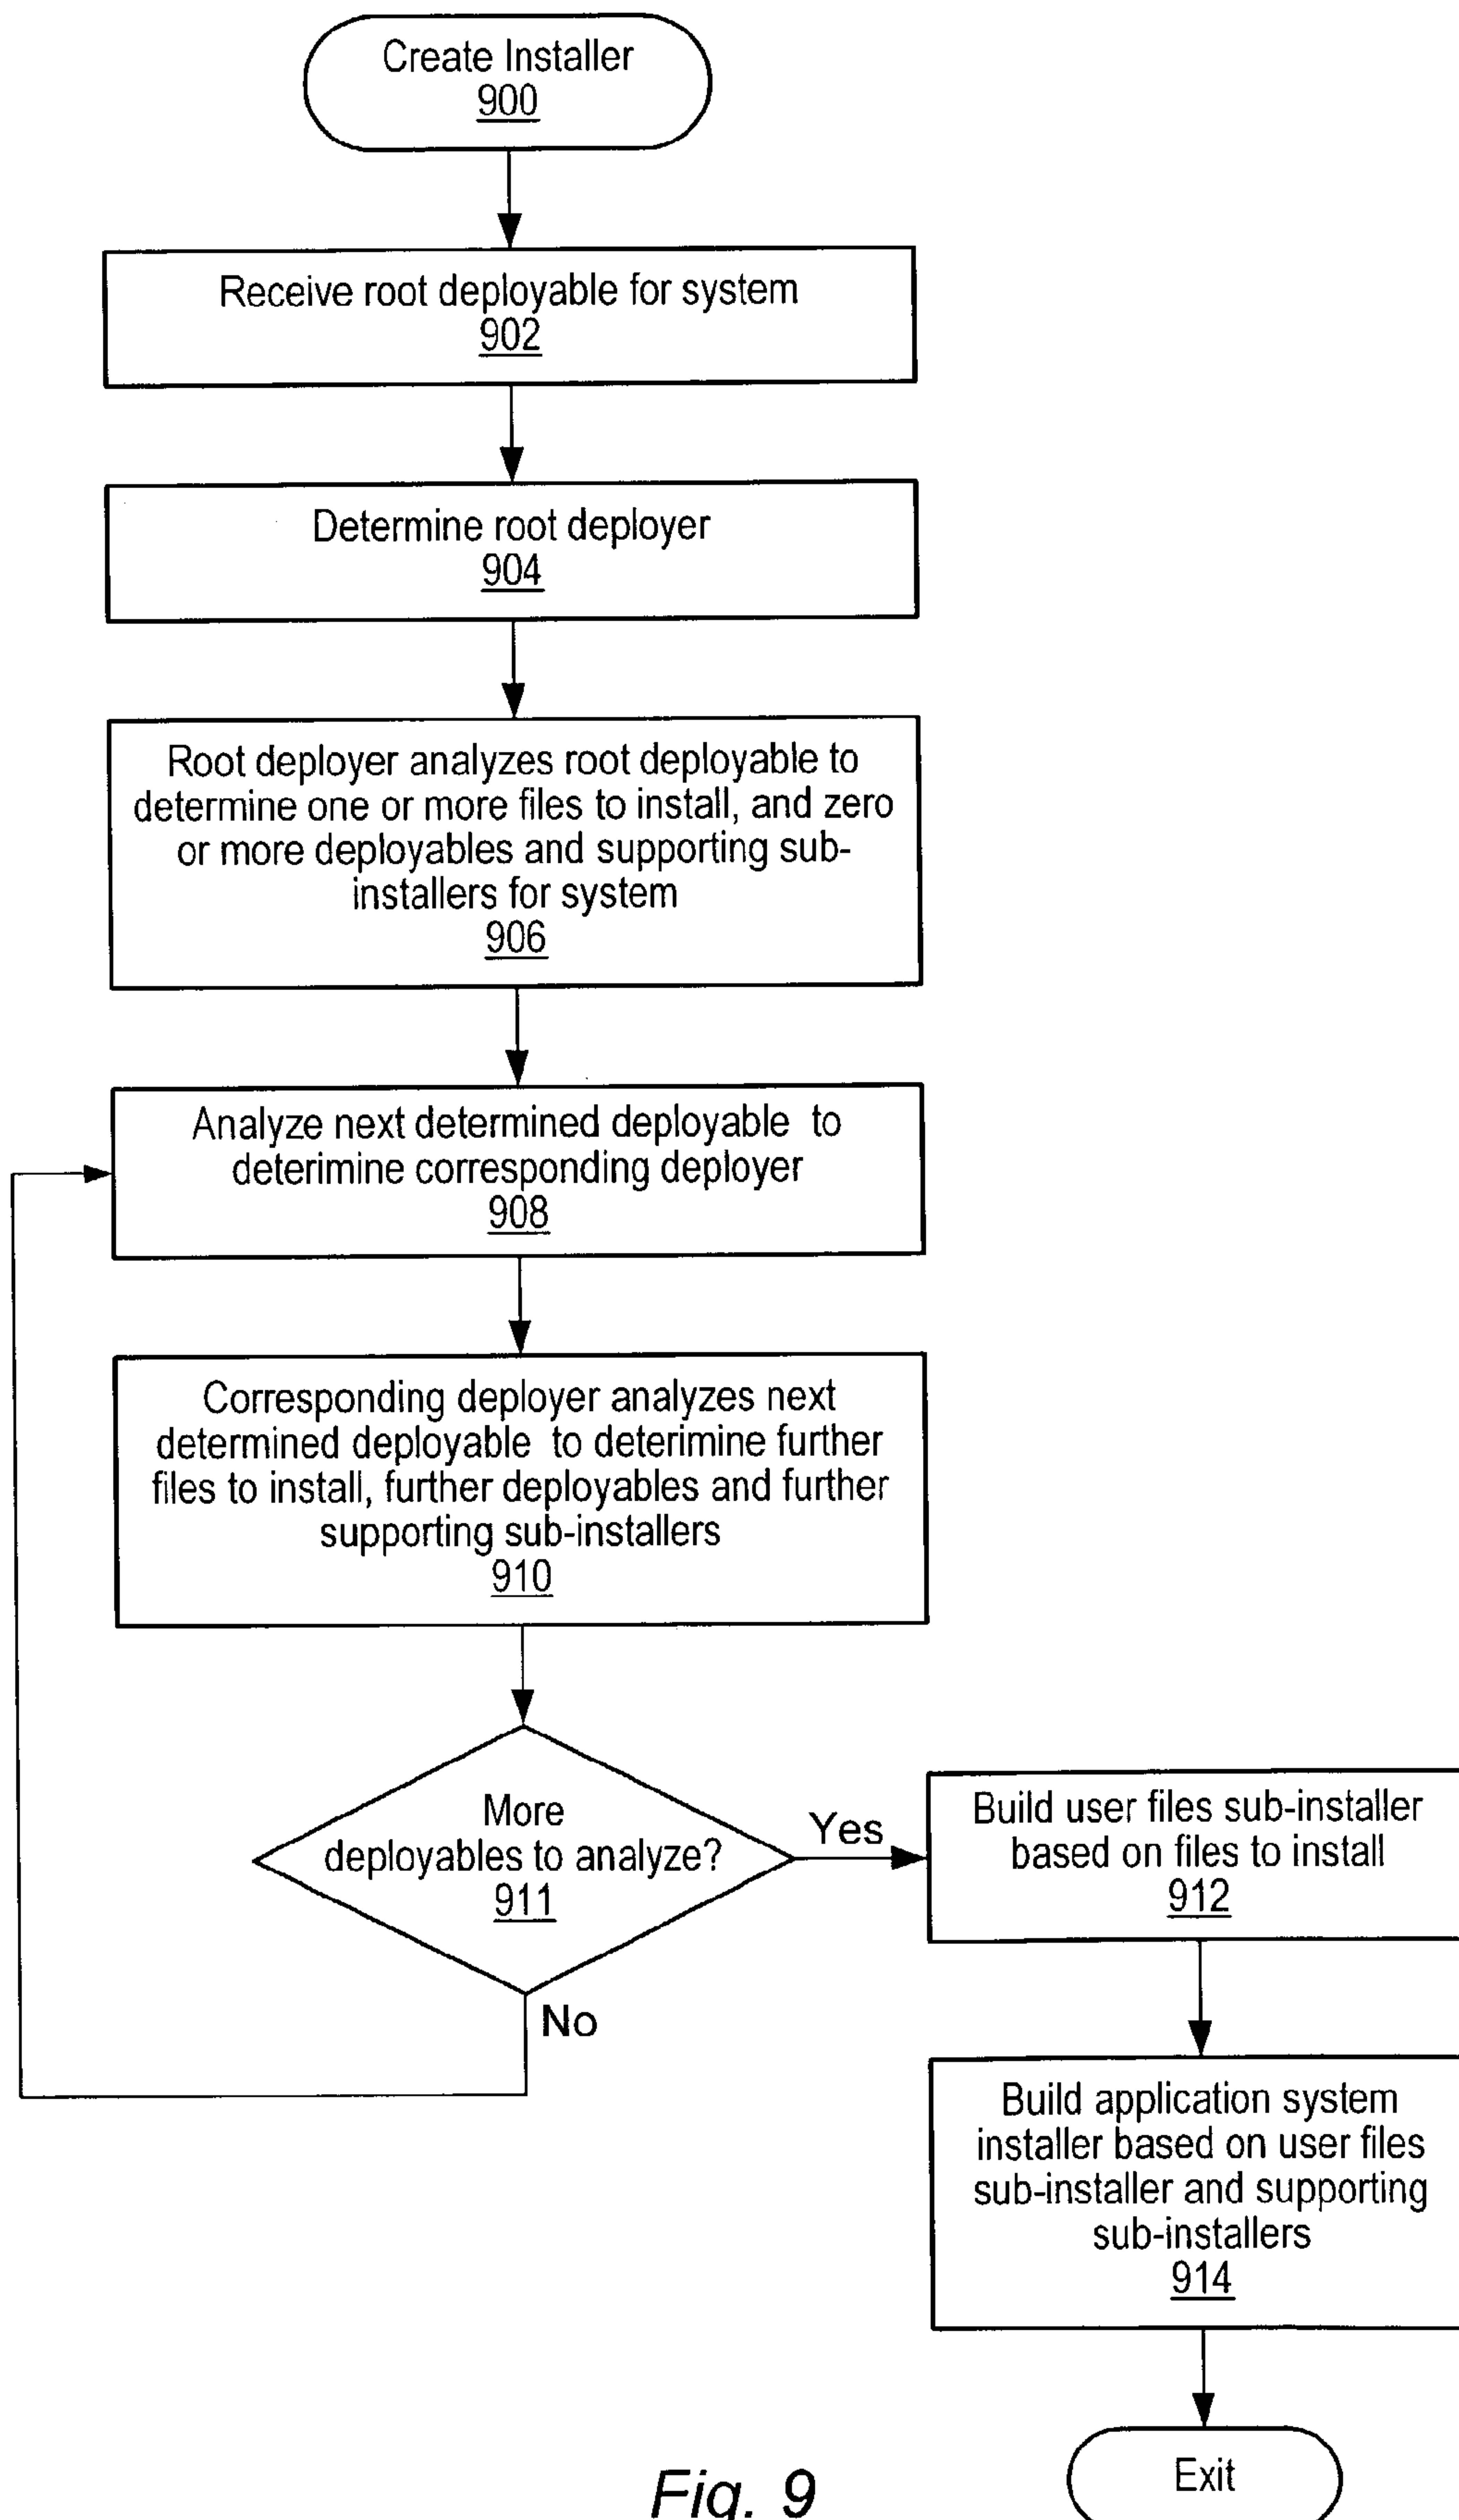 Create Installer
900
Receive root deployable for system
902
Determine root deployer
904
Root deployer analyzes root deployable to
determine one or more files to install, and zero
or more deployables and supporting sub-
installers for system
906
Analyze next determined deployable to
deterimine corresponding deployer
908
Corresponding deployer analyzes next
determined deployable to deterimine further
files to install, further deployables and further
supporting sub-installers
910
More
deployables to analyze?
911
Yes
No
Build user files sub-installer
based on files to install
912
Build application system
installer based on user files
sub-installer and supporting
sub-installers
914
Exit
Fig. 9